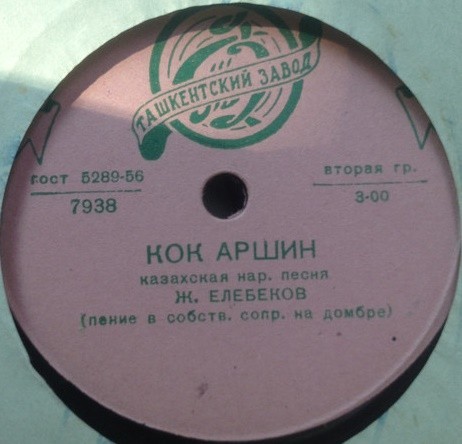 ТАШКЕНТСКИЙ ЗАВОД
гост 5289-56
7938
вторая гр.
3-00
КОК АРШИН
казахская нар. песня
Ж. ЕЛЕБЕКОВ
(пение в собств. сопр. на домбре)